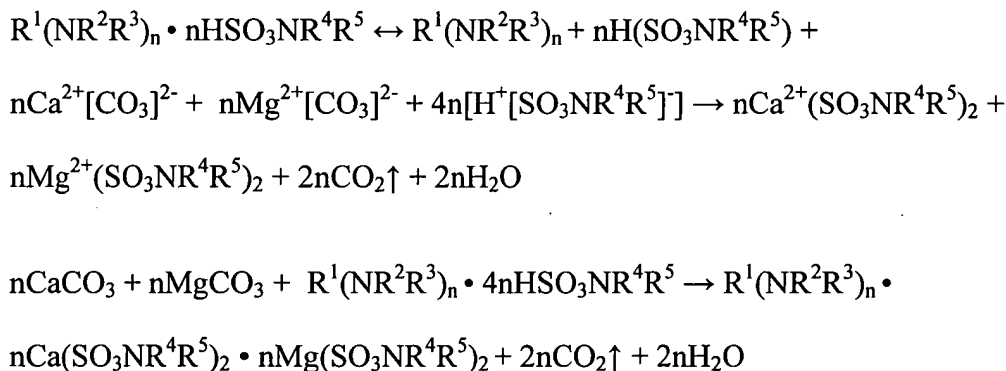 R¹(NR²R³)ₙ • nHSO₃NR⁴R⁵ ↔ R¹(NR²R³)ₙ + nH(SO₃NR⁴R⁵) +
nCa²⁺[CO₃]²⁻ + nMg²⁺[CO₃]²⁻ + 4n[H⁺[SO₃NR⁴R⁵]⁻] → nCa²⁺(SO₃NR⁴R⁵)₂ +
nMg²⁺(SO₃NR⁴R⁵)₂ + 2nCO₂↑ + 2nH₂O
nCaCO₃ + nMgCO₃ + R¹(NR²R³)ₙ • 4nHSO₃NR⁴R⁵ → R¹(NR²R³)ₙ •
nCa(SO₃NR⁴R⁵)₂ • nMg(SO₃NR⁴R⁵)₂ + 2nCO₂↑ + 2nH₂O